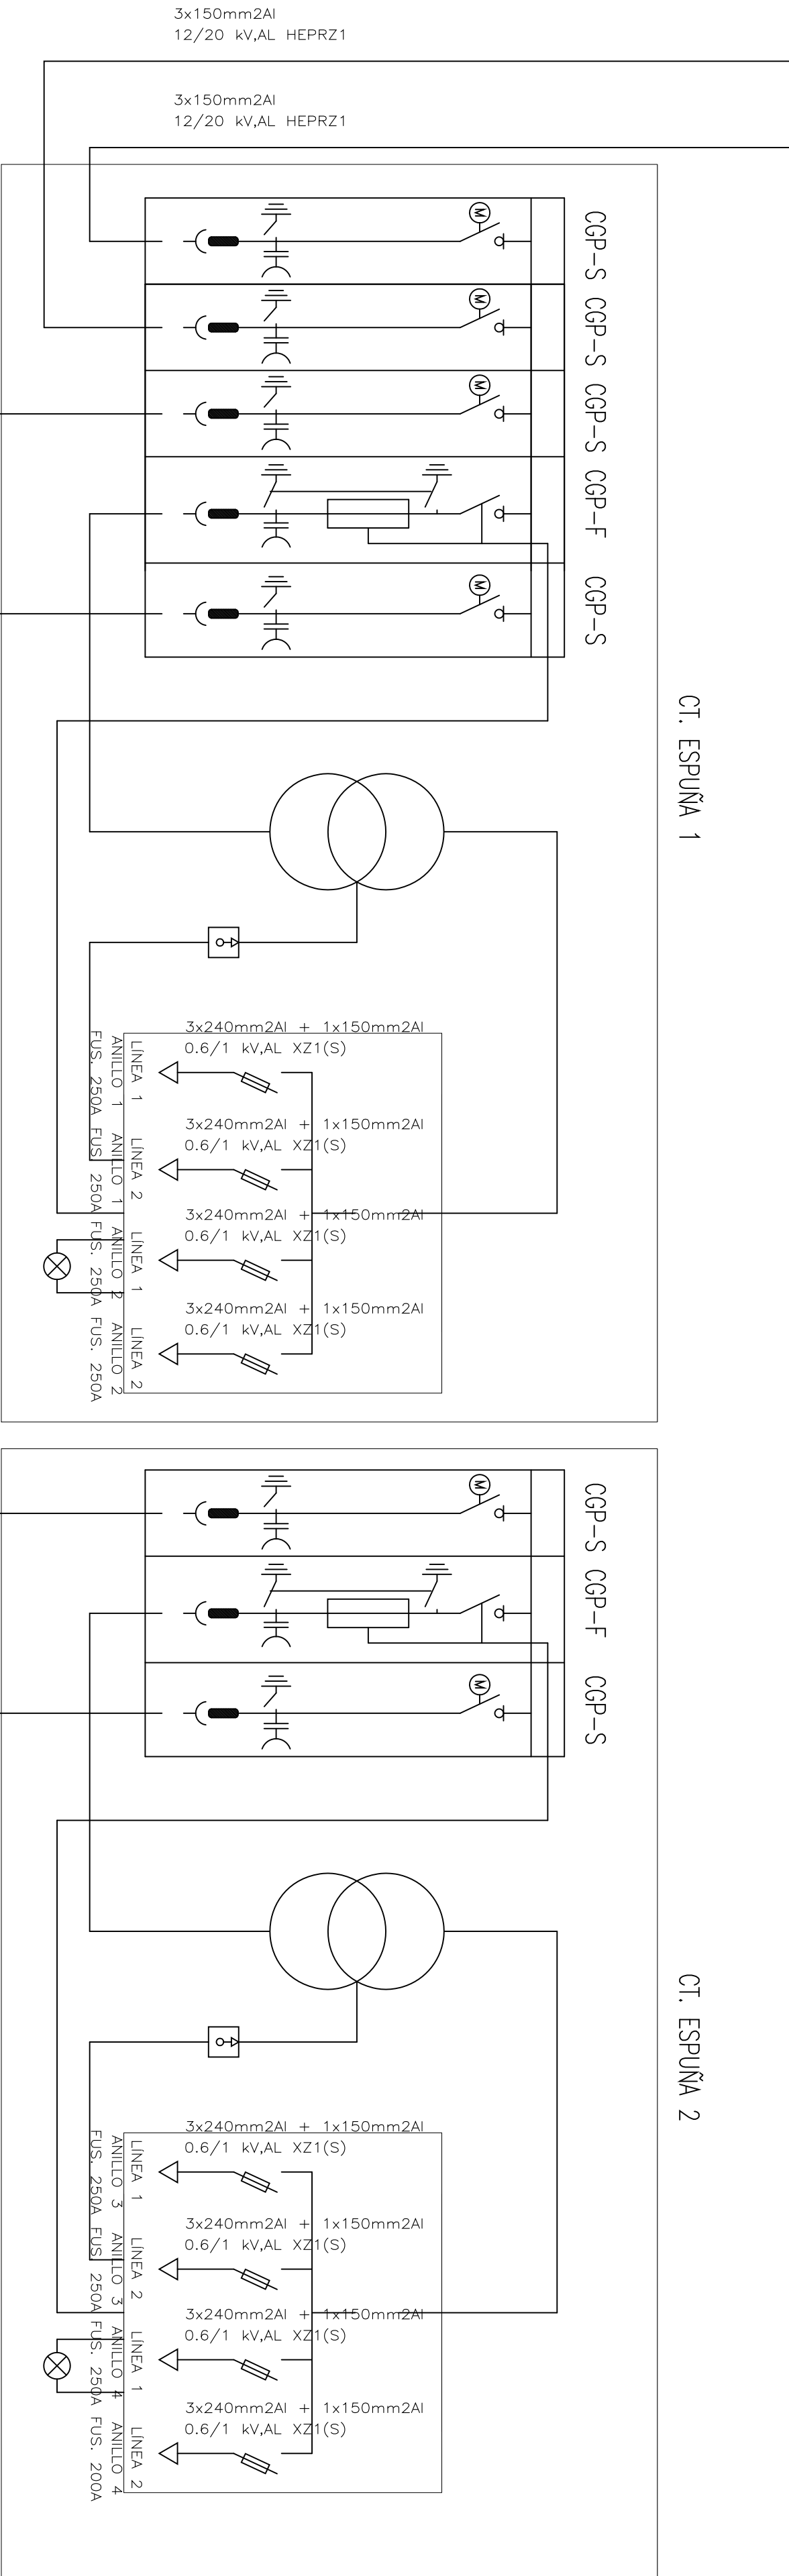 3x150mm2Al
12/20 kV,AL HEPRZ1
3x150mm2Al
12/20 kV,AL HEPRZ1
CT. ESPUÑA 1
CGP-S
M
CGP-S
M
CGP-S
M
CGP-F
CGP-S
M
3x240mm2Al + 1x150mm2Al
0.6/1 kV,AL XZ1(S)
LÍNEA 1
ANILLO 1
FUS. 250A
3x240mm2Al + 1x150mm2Al
0.6/1 kV,AL XZ1(S)
LÍNEA 2
ANILLO 1
FUS 250A
3x240mm2Al + 1x150mm2Al
0.6/1 kV,AL XZ1(S)
LÍNEA 1
ANILLO 2
FUS. 250A
3x240mm2Al + 1x150mm2Al
0.6/1 kV,AL XZ1(S)
LÍNEA 2
ANILLO 2
FUS. 250A
CT. ESPUÑA 2
CGP-S
M
CGP-F
CGP-S
M
3x240mm2Al + 1x150mm2Al
0.6/1 kV,AL XZ1(S)
LÍNEA 1
ANILLO 3
FUS. 250A
3x240mm2Al + 1x150mm2Al
0.6/1 kV,AL XZ1(S)
LÍNEA 2
ANILLO 3
FUS 250A
3x240mm2Al + 1x150mm2Al
0.6/1 kV,AL XZ1(S)
LÍNEA 1
ANILLO 4
FUS. 250A
3x240mm2Al + 1x150mm2Al
0.6/1 kV,AL XZ1(S)
LÍNEA 2
ANILLO 4
FUS. 200A